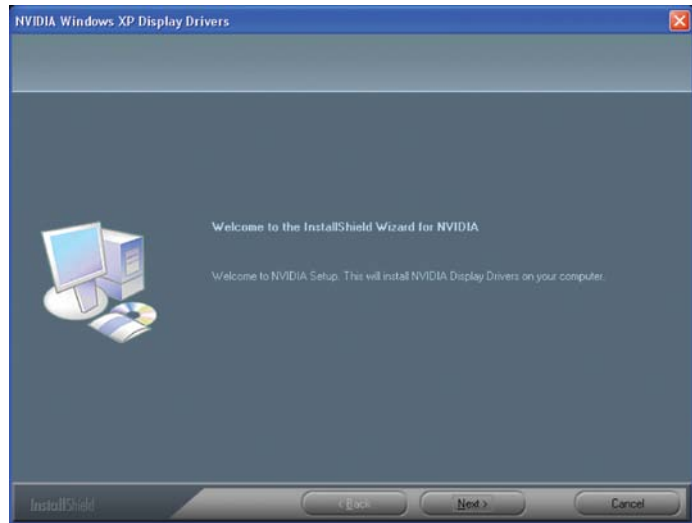 NVIDIA Windows XP Display Drivers
Welcome to the InstallShield Wizard for NVIDIA
Welcome to NVIDIA Setup. This will install NVIDIA Display Drivers on your computer.
InstallShield
< Back
Next >
Cancel